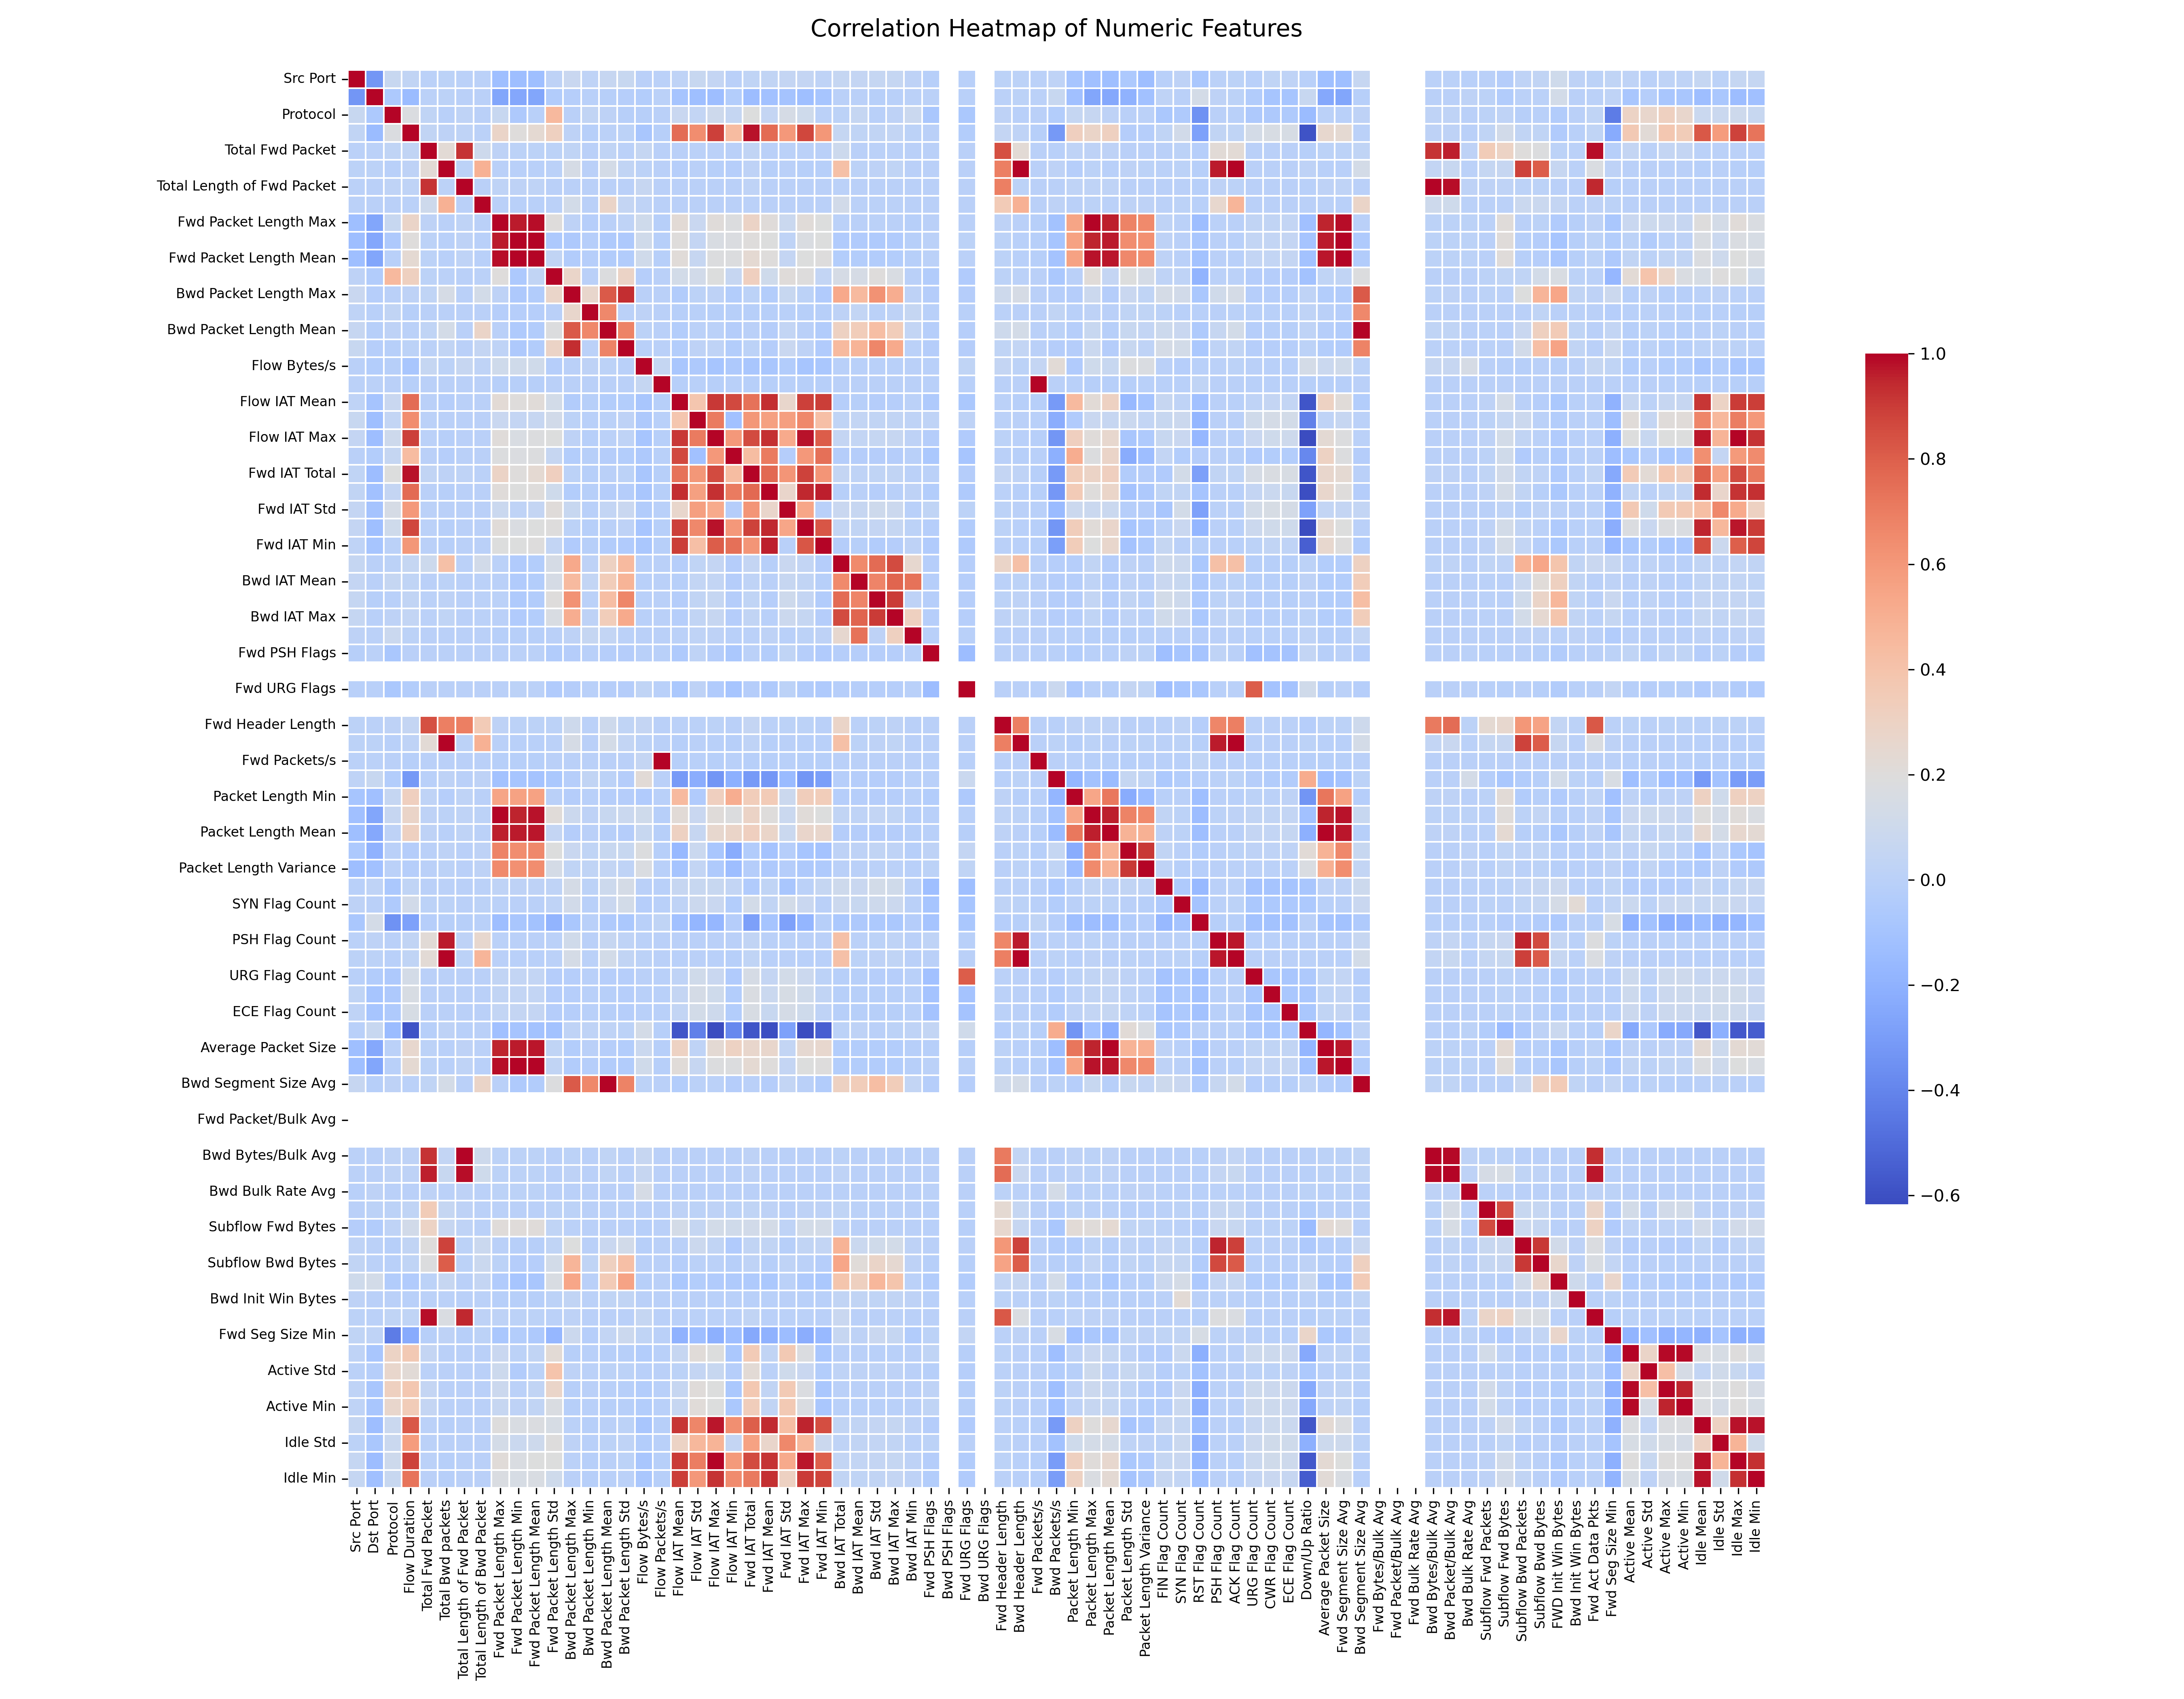 Correlation Heatmap of Numeric Features
Src Port
Protocol
Total Fwd Packet
Total Length of Fwd Packet
Fwd Packet Length Max
Fwd Packet Length Mean
Bwd Packet Length Max
Bwd Packet Length Mean
Flow Bytes/s
Flow IAT Mean
Flow IAT Max
Fwd IAT Total
Fwd IAT Std
Fwd IAT Min
Bwd IAT Mean
Bwd IAT Max
Fwd PSH Flags
Fwd URG Flags
Fwd Header Length
Fwd Packets/s
Packet Length Min
Packet Length Mean
Packet Length Variance
SYN Flag Count
PSH Flag Count
URG Flag Count
ECE Flag Count
Average Packet Size
Bwd Segment Size Avg
Fwd Packet/Bulk Avg
Bwd Bytes/Bulk Avg
Bwd Bulk Rate Avg
Subflow Fwd Bytes
Subflow Bwd Bytes
Bwd Init Win Bytes
Fwd Seg Size Min
Active Std
Active Min
Idle Std
Idle Min
Src Port
Dst Port
Protocol
Flow Duration
Total Fwd Packet
Total Bwd packets
Total Length of Fwd Packet
Total Length of Bwd Packet
Fwd Packet Length Max
Fwd Packet Length Min
Fwd Packet Length Mean
Fwd Packet Length Std
Bwd Packet Length Max
Bwd Packet Length Min
Bwd Packet Length Mean
Bwd Packet Length Std
Flow Bytes/s
Flow Packets/s
Flow IAT Mean
Flow IAT Std
Flow IAT Max
Flow IAT Min
Fwd IAT Total
Fwd IAT Mean
Fwd IAT Std
Fwd IAT Max
Fwd IAT Min
Bwd IAT Total
Bwd IAT Mean
Bwd IAT Std
Bwd IAT Max
Bwd IAT Min
Fwd PSH Flags
Bwd PSH Flags
Fwd URG Flags
Bwd URG Flags
Fwd Header Length
Bwd Header Length
Fwd Packets/s
Bwd Packets/s
Packet Length Min
Packet Length Max
Packet Length Mean
Packet Length Std
Packet Length Variance
FIN Flag Count
SYN Flag Count
RST Flag Count
PSH Flag Count
ACK Flag Count
URG Flag Count
CWR Flag Count
ECE Flag Count
Down/Up Ratio
Average Packet Size
Fwd Segment Size Avg
Bwd Segment Size Avg
Fwd Bytes/Bulk Avg
Fwd Packet/Bulk Avg
Fwd Bulk Rate Avg
Bwd Bytes/Bulk Avg
Bwd Packet/Bulk Avg
Bwd Bulk Rate Avg
Subflow Fwd Packets
Subflow Fwd Bytes
Subflow Bwd Packets
Subflow Bwd Bytes
FWD Init Win Bytes
Bwd Init Win Bytes
Fwd Act Data Pkts
Fwd Seg Size Min
Active Mean
Active Std
Active Max
Active Min
Idle Mean
Idle Std
Idle Max
Idle Min
1.0
0.8
0.6
0.4
0.2
0.0
−0.2
−0.4
−0.6